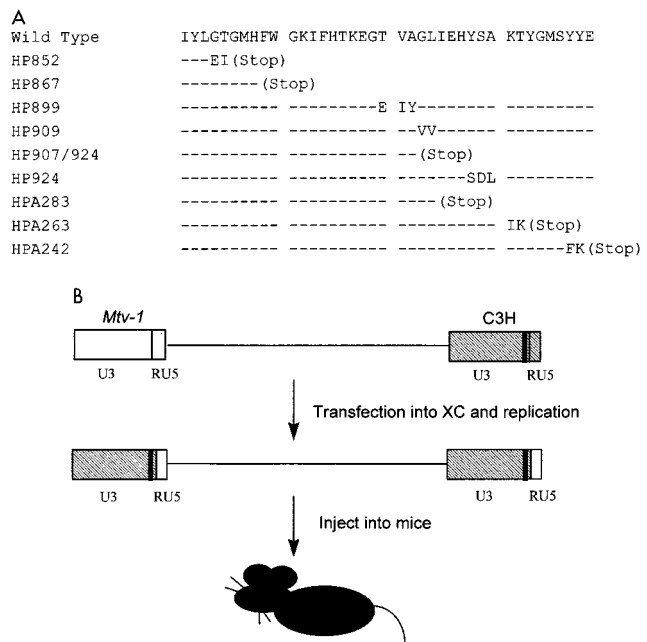 A
Wild Type IYLGTGMHFW GKIFHTKEGT VAGLIEHYSA KTYGMSYYE
HP852 ---EI(Stop)
HP867 --------(Stop)
HP899 ---------- ---------E IY-------- ---------
HP909 ---------- ---------- --VV------ ---------
HP907/924 ---------- ---------- --(Stop)
HP924 ---------- ---------- -------SDL ---------
HPA283 ---------- ---------- ----(Stop)
HPA263 ---------- ---------- ---------- IK(Stop)
HPA242 ---------- ---------- ---------- ------FK(Stop)
B
Mtv-1 C3H
U3 RU5 U3 RU5
Transfection into XC and replication
U3 RU5 U3 RU5
Inject into mice